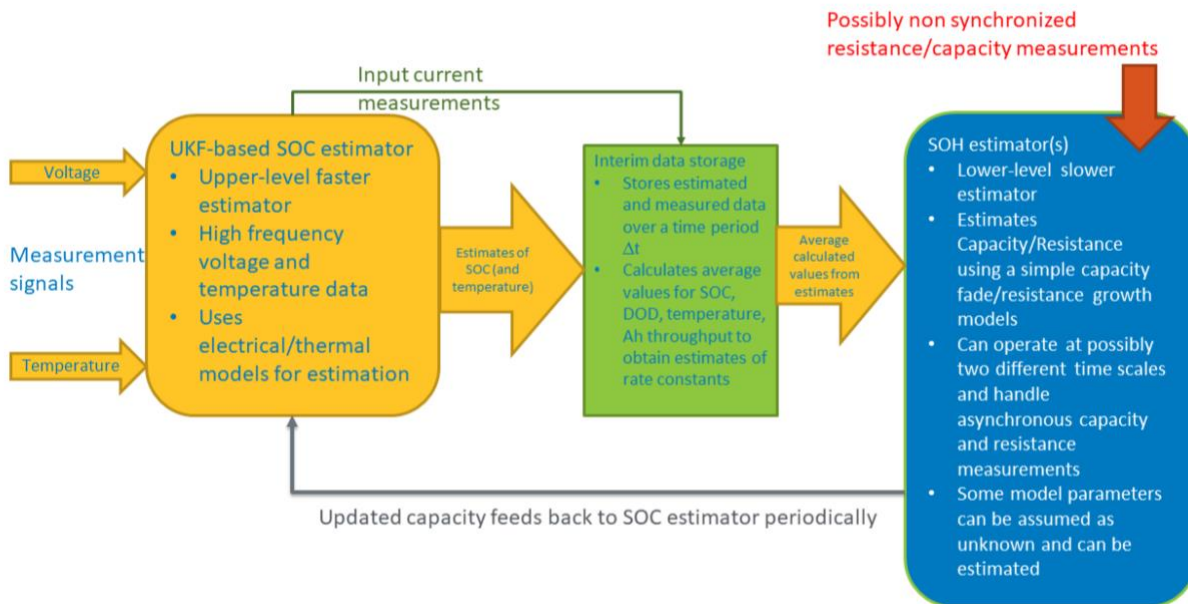 Possibly non synchronized
resistance/capacity measurements
Input current
measurements
Voltage
Measurement
signals
Temperature
UKF-based SOC estimator
• Upper-level faster
estimator
• High frequency
voltage and
temperature data
• Uses
electrical/thermal
models for estimation
Estimates of
SOC (and
temperature)
Interim data storage
• Stores estimated
and measured data
over a time period
Δt
• Calculates average
values for SOC,
DOD, temperature,
Ah throughput to
obtain estimates of
rate constants
Average
calculated
values from
estimates
SOH estimator(s)
• Lower-level slower
estimator
• Estimates
Capacity/Resistance
using a simple capacity
fade/resistance growth
models
• Can operate at possibly
two different time scales
and handle
asynchronous capacity
and resistance
measurements
• Some model parameters
can be assumed as
unknown and can be
estimated
Updated capacity feeds back to SOC estimator periodically